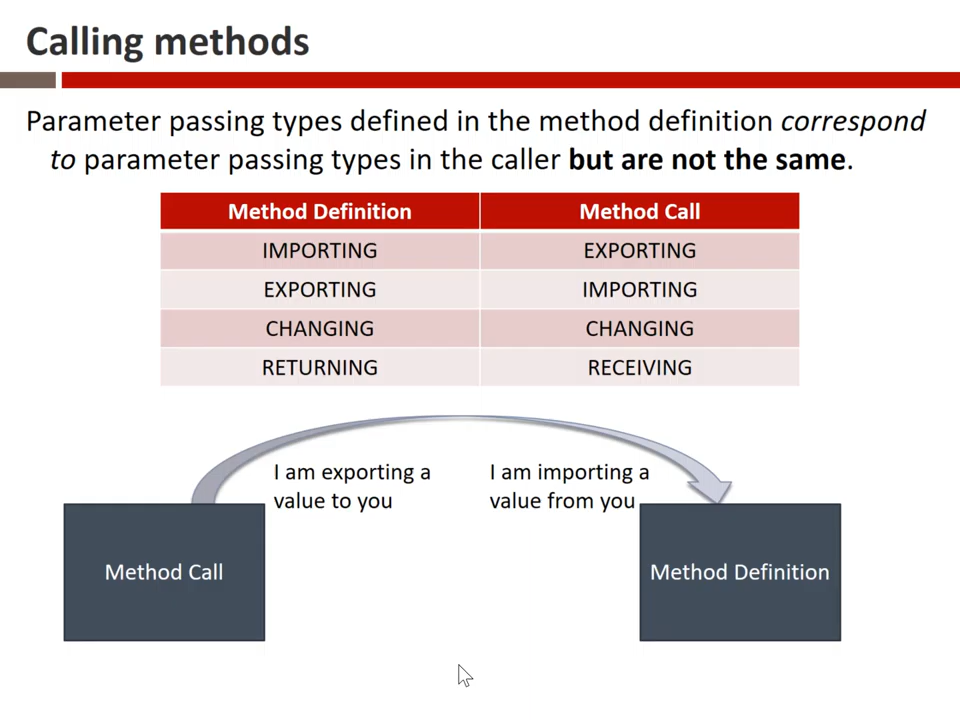 Calling methods
Parameter passing types defined in the method definition correspond
to parameter passing types in the caller but are not the same.
Method Definition Method Call
IMPORTING EXPORTING
EXPORTING IMPORTING
CHANGING CHANGING
RETURNING RECEIVING
I am exporting a
value to you
I am importing a
value from you
Method Call
Method Definition